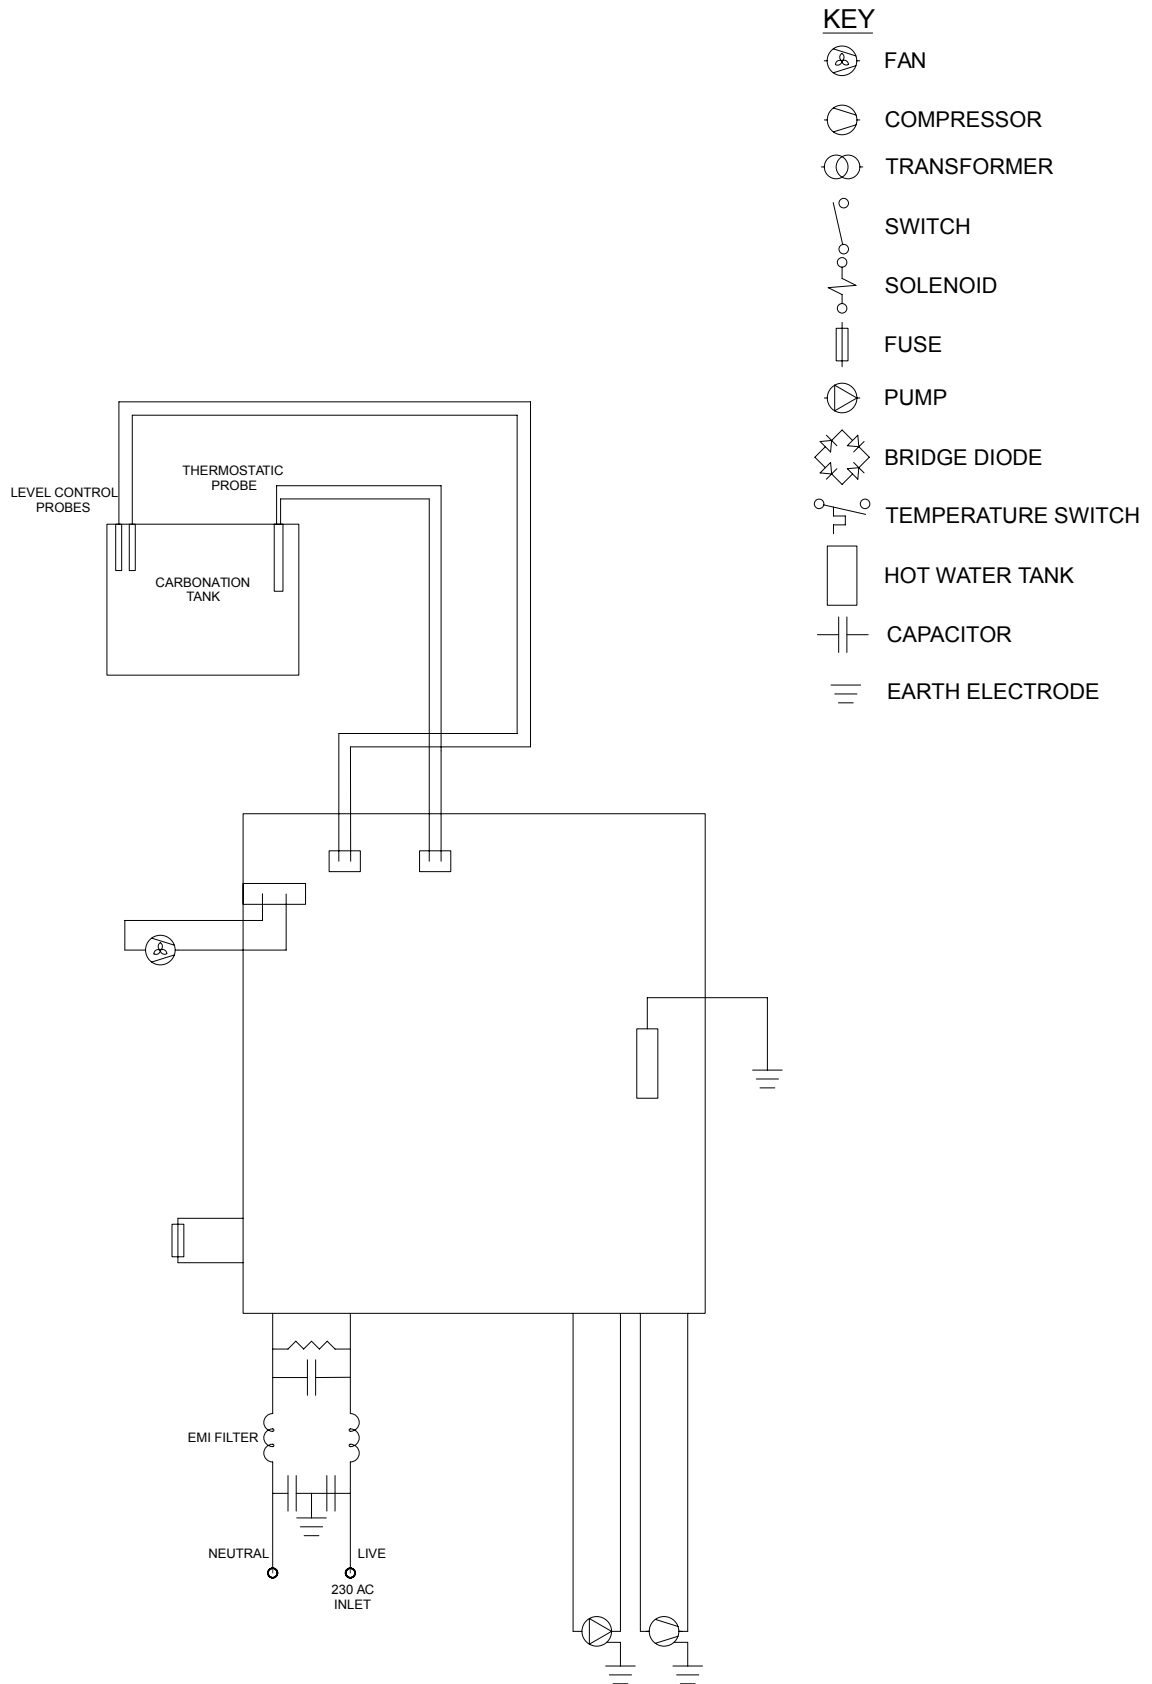 KEY
FAN
COMPRESSOR
TRANSFORMER
SWITCH
SOLENOID
FUSE
PUMP
BRIDGE DIODE
TEMPERATURE SWITCH
HOT WATER TANK
CAPACITOR
EARTH ELECTRODE
THERMOSTATIC
PROBE
LEVEL CONTROL
PROBES
CARBONATION
TANK
EMI FILTER
NEUTRAL
LIVE
230 AC
INLET